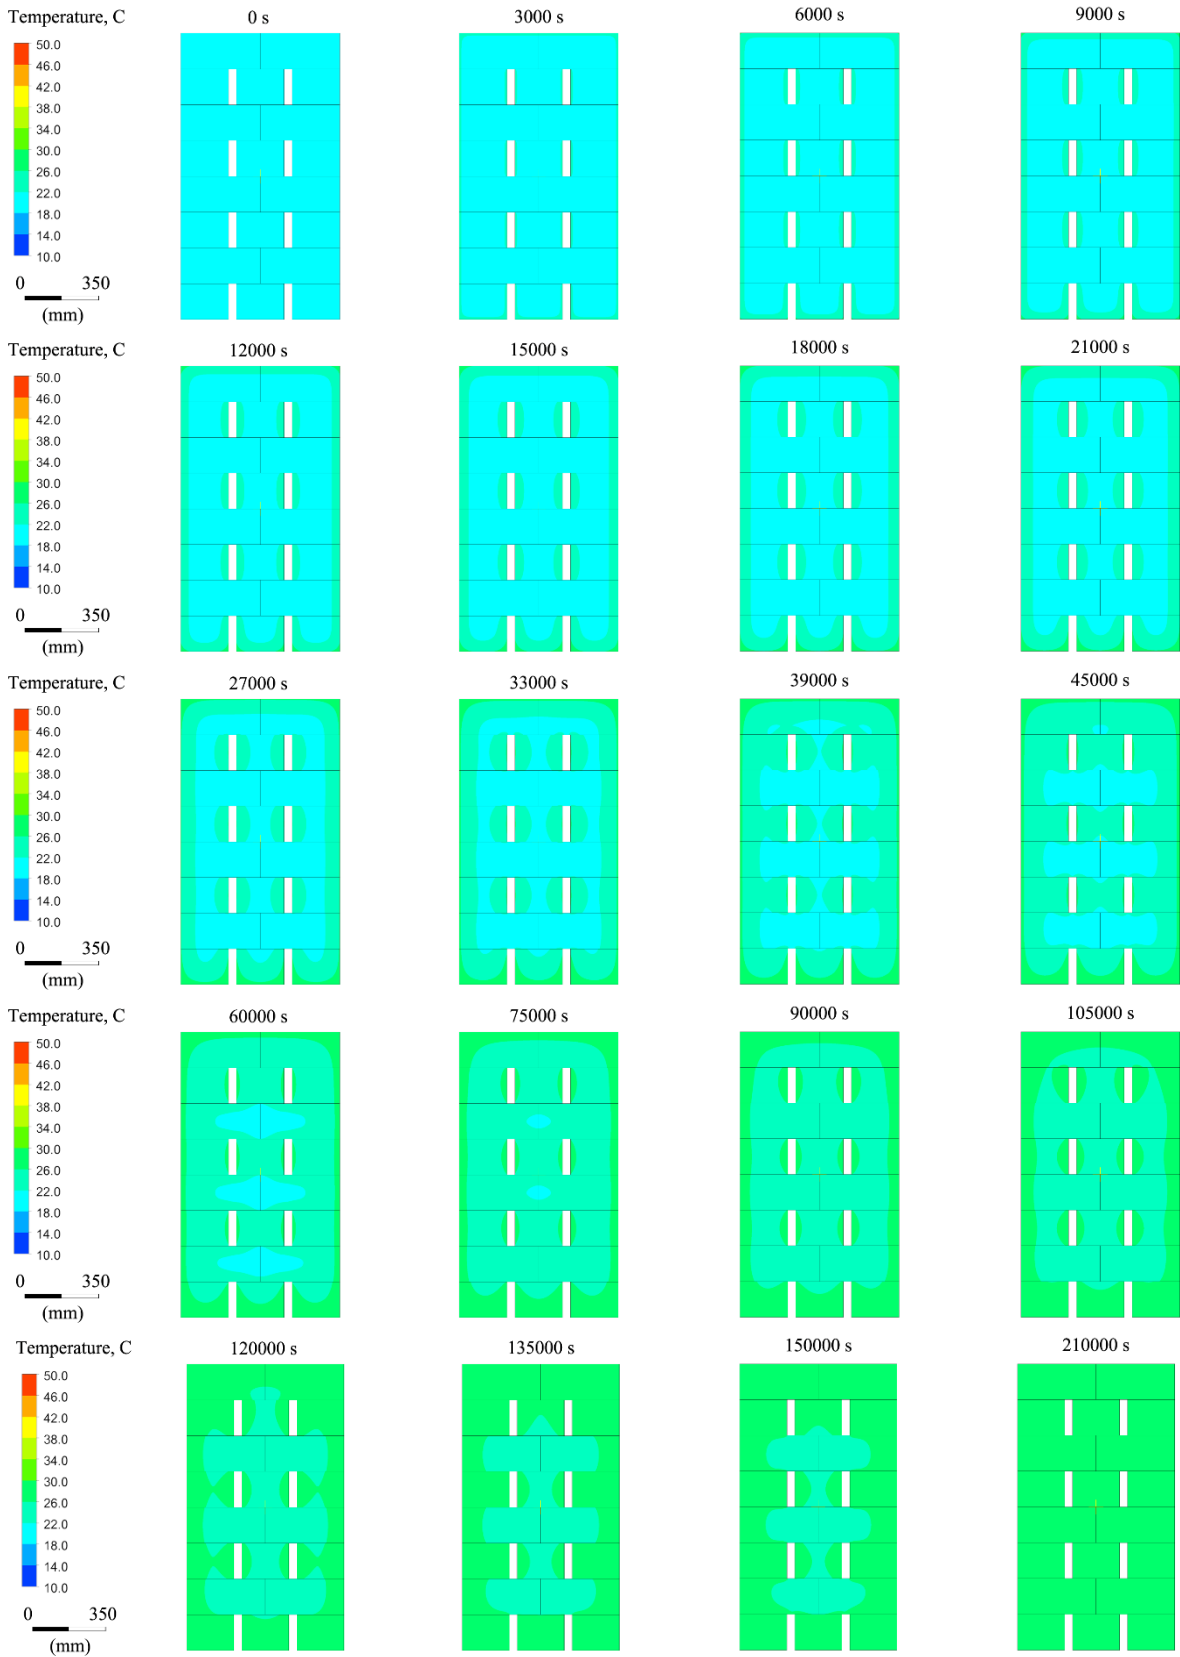 Temperature, C
0 s
3000 s
6000 s
9000 s
50.0
46.0
42.0
38.0
34.0
30.0
26.0
22.0
18.0
14.0
10.0
0 350
(mm)
Temperature, C
12000 s
15000 s
18000 s
21000 s
50.0
46.0
42.0
38.0
34.0
30.0
26.0
22.0
18.0
14.0
10.0
0 350
(mm)
Temperature, C
27000 s
33000 s
39000 s
45000 s
50.0
46.0
42.0
38.0
34.0
30.0
26.0
22.0
18.0
14.0
10.0
0 350
(mm)
Temperature, C
60000 s
75000 s
90000 s
105000 s
50.0
46.0
42.0
38.0
34.0
30.0
26.0
22.0
18.0
14.0
10.0
0 350
(mm)
Temperature, C
120000 s
135000 s
150000 s
210000 s
50.0
46.0
42.0
38.0
34.0
30.0
26.0
22.0
18.0
14.0
10.0
0 350
(mm)